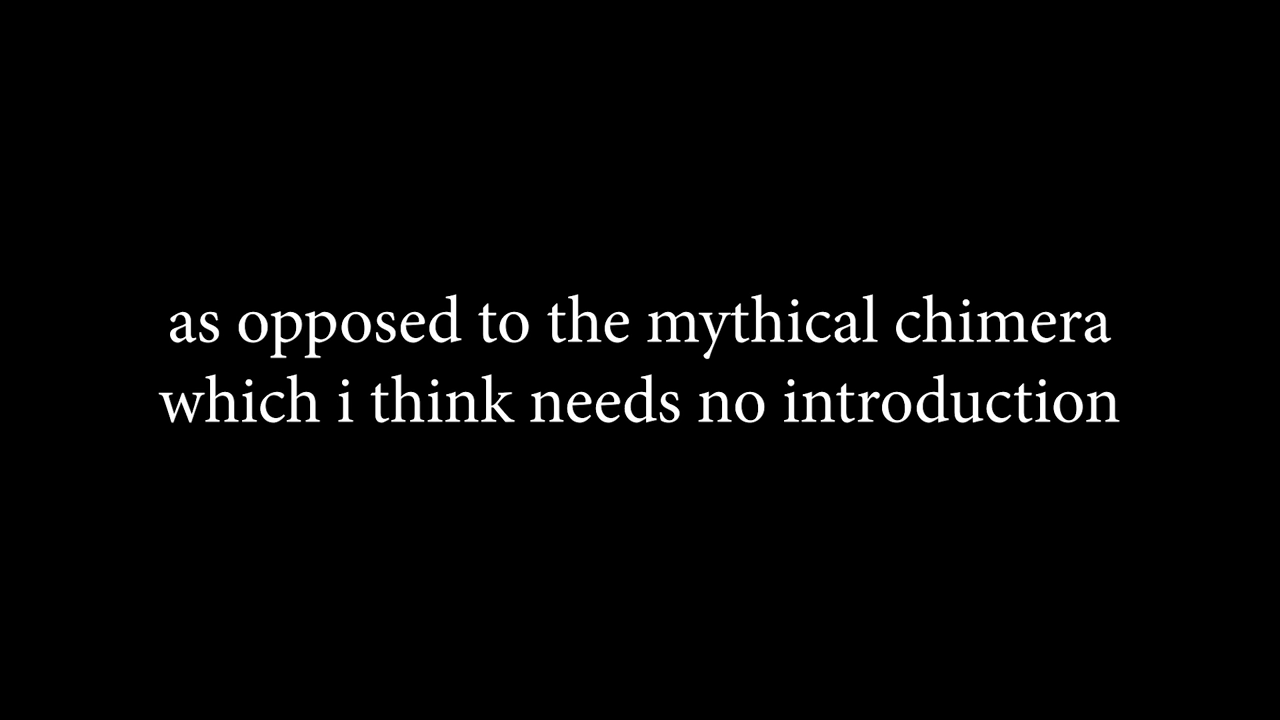 as opposed to the mythical chimera
which i think needs no introduction